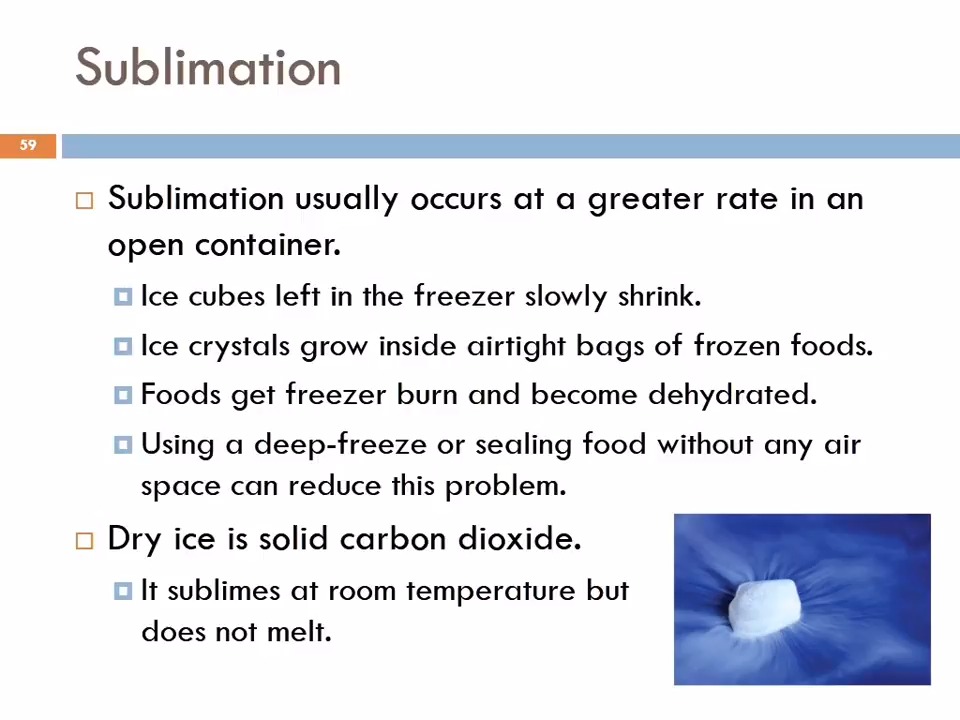 Sublimation
59
Sublimation usually occurs at a greater rate in an
open container.
Ice cubes left in the freezer slowly shrink.
Ice crystals grow inside airtight bags of frozen foods.
Foods get freezer burn and become dehydrated.
Using a deep-freeze or sealing food without any air
space can reduce this problem.
Dry ice is solid carbon dioxide.
It sublimes at room temperature but
does not melt.